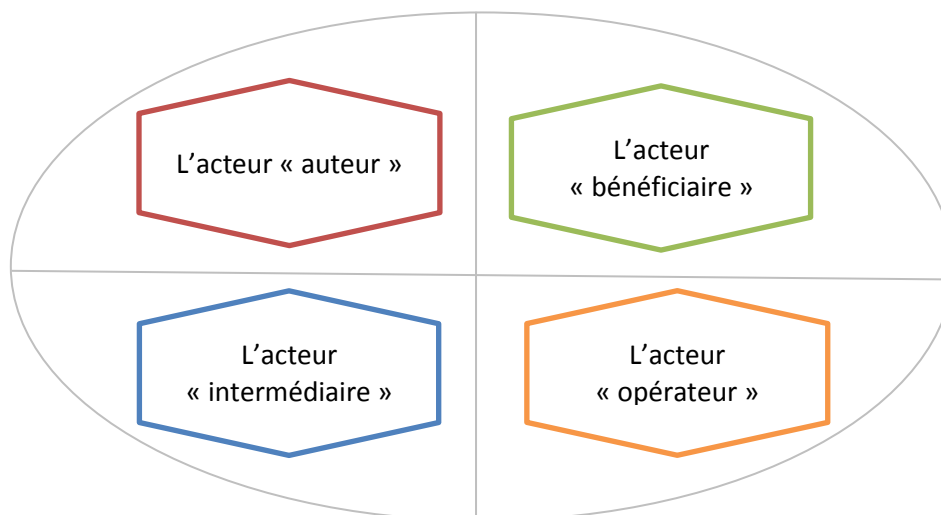 L'acteur « auteur »
L'acteur
« bénéficiaire »
L'acteur
« intermédiaire »
L'acteur
« opérateur »